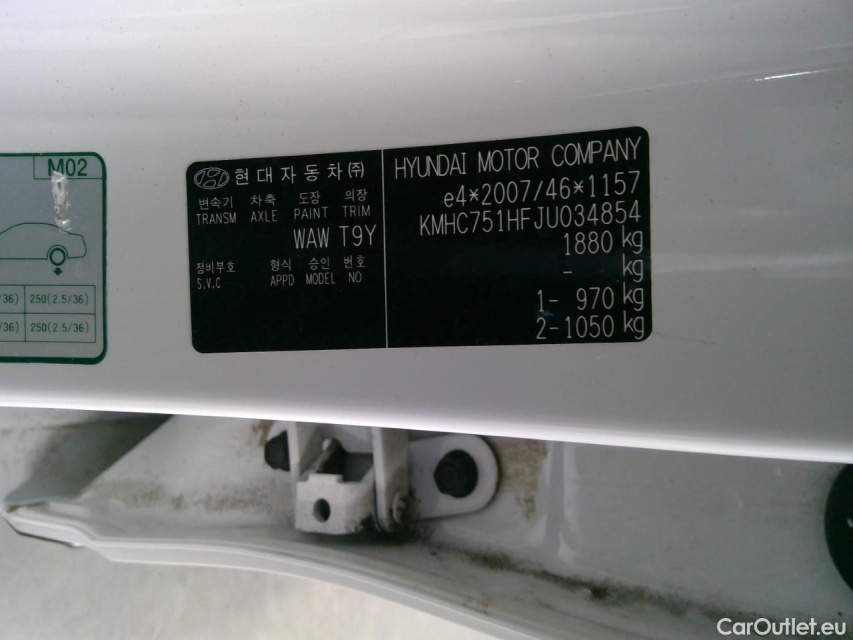 M02
/36) 250(2.5/36)
/36) 250(2.5/36)
현대자동차㈜
변속기 차축 도장 의장
TRANSM AXLE PAINT TRIM
WAW T9Y
정비부호 형식 승인 번호
S.V.C APPD MODEL NO
HYUNDAI MOTOR COMPANY
e4*2007/46*1157
KMHC751HFJU034854
1880 kg
- kg
1- 970 kg
2-1050 kg
CarOutlet.eu